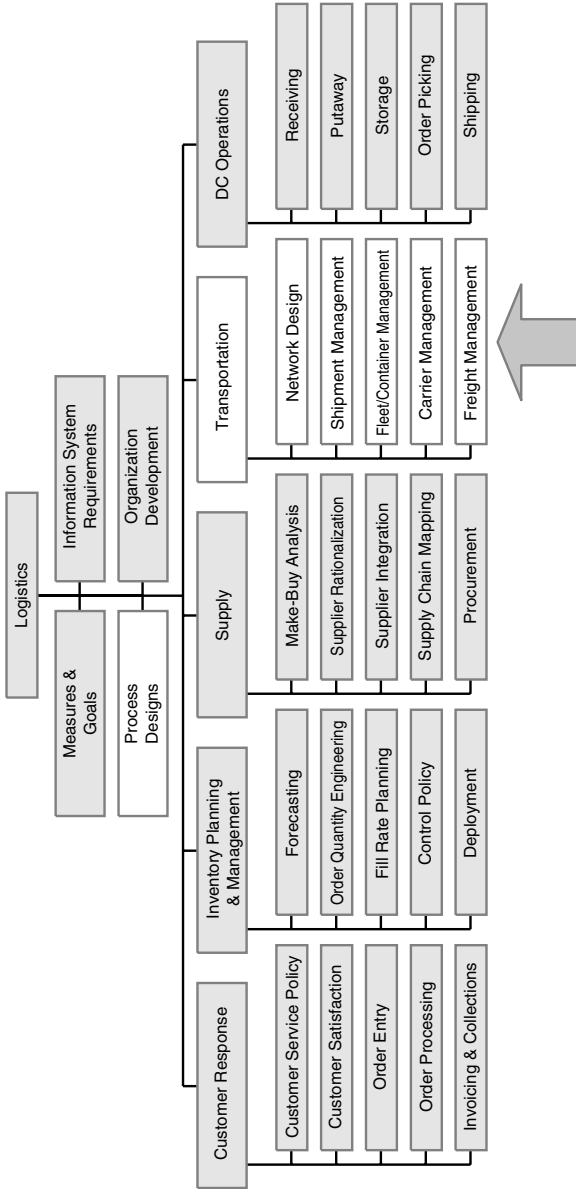 Logistics
Measures &
Goals
Information System
Requirements
Process
Designs
Organization
Development
Customer Response
Customer Service Policy
Customer Satisfaction
Order Entry
Order Processing
Invoicing & Collections
Inventory Planning
& Management
Forecasting
Order Quantity Engineering
Fill Rate Planning
Control Policy
Deployment
Supply
Make-Buy Analysis
Supplier Rationalization
Supplier Integration
Supply Chain Mapping
Procurement
Transportation
Network Design
Shipment Management
Fleet/Container Management
Carrier Management
Freight Management
DC Operations
Receiving
Putaway
Storage
Order Picking
Shipping